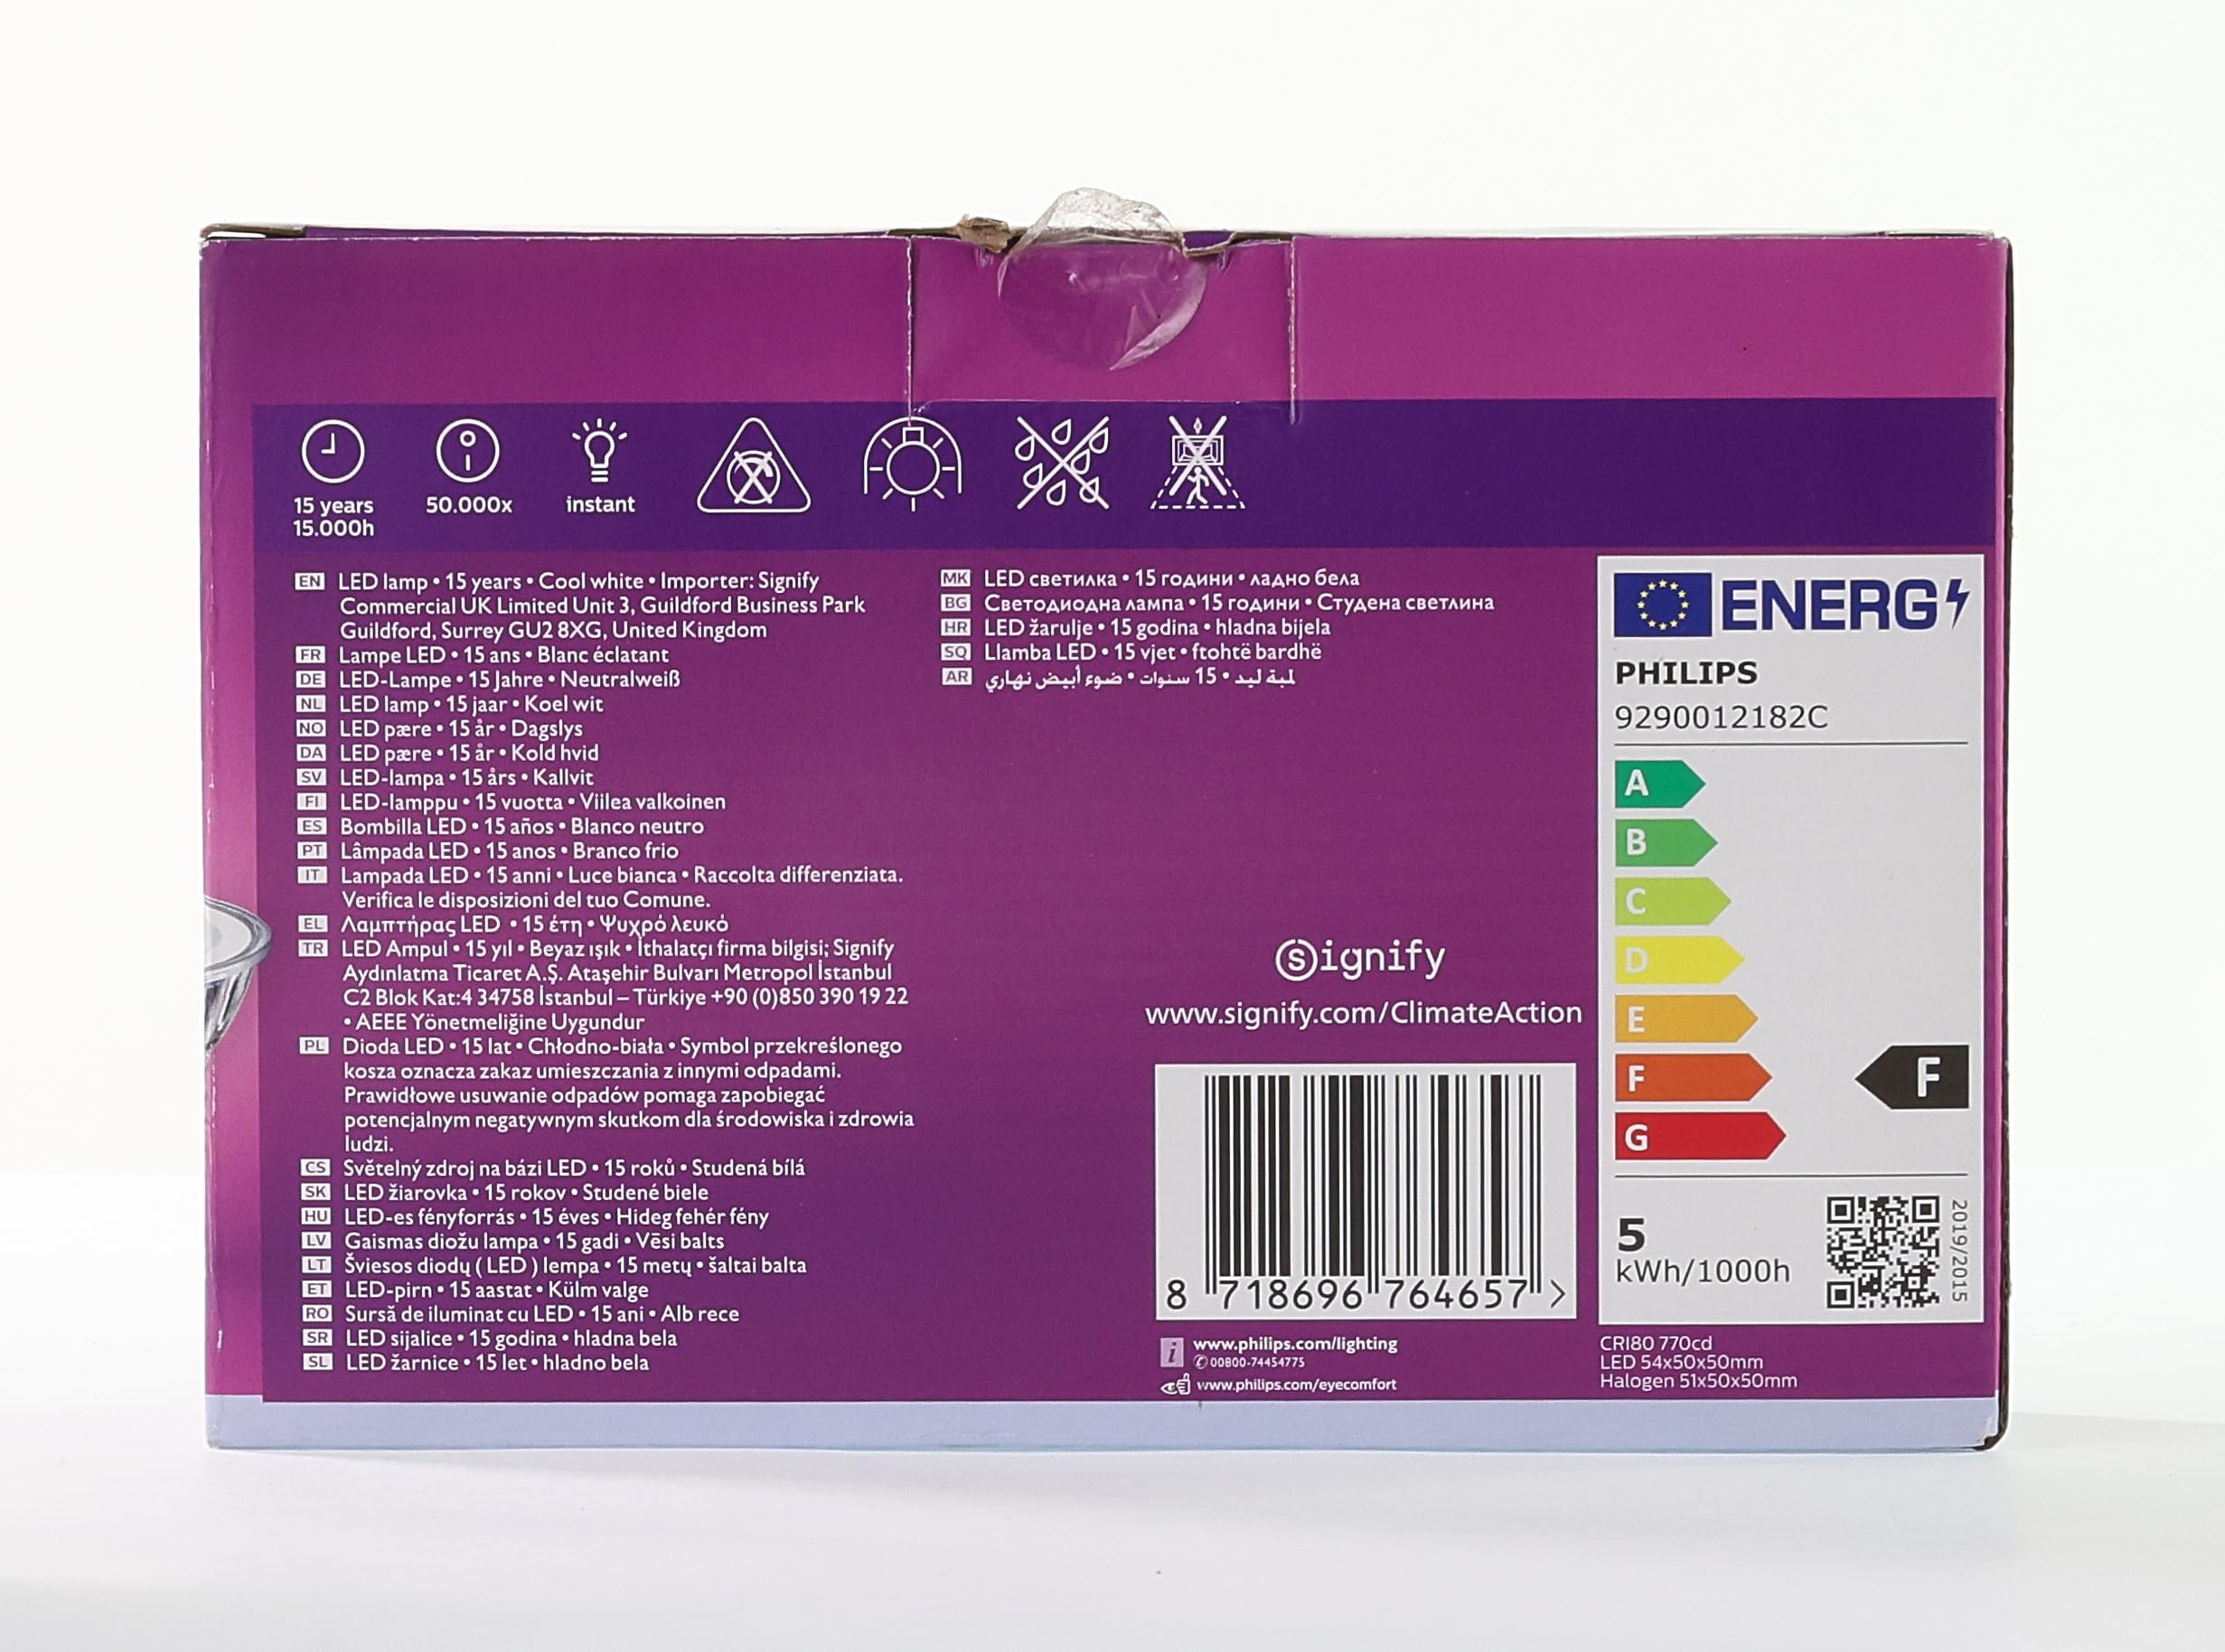 15 years
15.000h
50.000x
instant
EN LED lamp • 15 years • Cool white • Importer: Signify
Commercial UK Limited Unit 3, Guildford Business Park
Guildford, Surrey GU2 8XG, United Kingdom
FR Lampe LED • 15 ans • Blanc éclatant
DE LED-Lampe • 15 Jahre • Neutralweiß
NL LED lamp • 15 jaar • Koel wit
NO LED pære • 15 år • Dagslys
DA LED pære • 15 år • Kold hvid
SV LED-lampa • 15 års • Kallvit
FI LED-lamppu • 15 vuotta • Viilea valkoinen
ES Bombilla LED • 15 años • Blanco neutro
PT Lâmpada LED • 15 anos • Branco frio
IT Lampada LED • 15 anni • Luce bianca • Raccolta differenziata.
Verifica le disposizioni del tuo Comune.
EL Λαμπτήρας LED • 15 έτη • Ψυχρό λευκό
TR LED Ampul • 15 yıl • Beyaz ışık • İthalatçı firma bilgisi; Signify
Aydınlatma Ticaret A.Ş. Ataşehir Bulvarı Metropol İstanbul
C2 Blok Kat:4 34758 İstanbul – Türkiye +90 (0)850 390 19 22
• AEEE Yönetmeliğine Uygundur
PL Dioda LED • 15 lat • Chłodno-biała • Symbol przekreślonego
kosza oznacza zakaz umieszczania z innymi odpadami.
Prawidłowe usuwanie odpadów pomaga zapobiegać
potencjalnym negatywnym skutkom dla środowiska i zdrowia
ludzi.
CS Světelný zdroj na bázi LED • 15 roků • Studená bílá
SK LED žiarovka • 15 rokov • Studené biele
HU LED-es fényforrás • 15 éves • Hideg fehér fény
LV Gaismas diožu lampa • 15 gadi • Vēsi balts
LT Šviesos diodų ( LED ) lempa • 15 metų • šaltai balta
ET LED-pirn • 15 aastat • Külm valge
RO Sursă de iluminat cu LED • 15 ani • Alb rece
SR LED sijalice • 15 godina • hladna bela
SL LED žarnice • 15 let • hladno bela
MK LED светилка • 15 години • ладно бела
BG Светодиодна лампа • 15 години • Студена светлина
HR LED žarulje • 15 godina • hladna bijela
SQ Llamba LED • 15 vjet • ftohtë bardhë
AR لمبة ليد • 15 سنوات • ضوء أبيض نهاري
signify
www.signify.com/ClimateAction
8 718696 764657 >
i www.philips.com/lighting
00800-74454775
www.philips.com/eyecomfort
ENERG
PHILIPS
9290012182C
A
B
C
D
E
F
F
G
5
kWh/1000h
2019/2015
CRI80 770cd
LED 54x50x50mm
Halogen 51x50x50mm